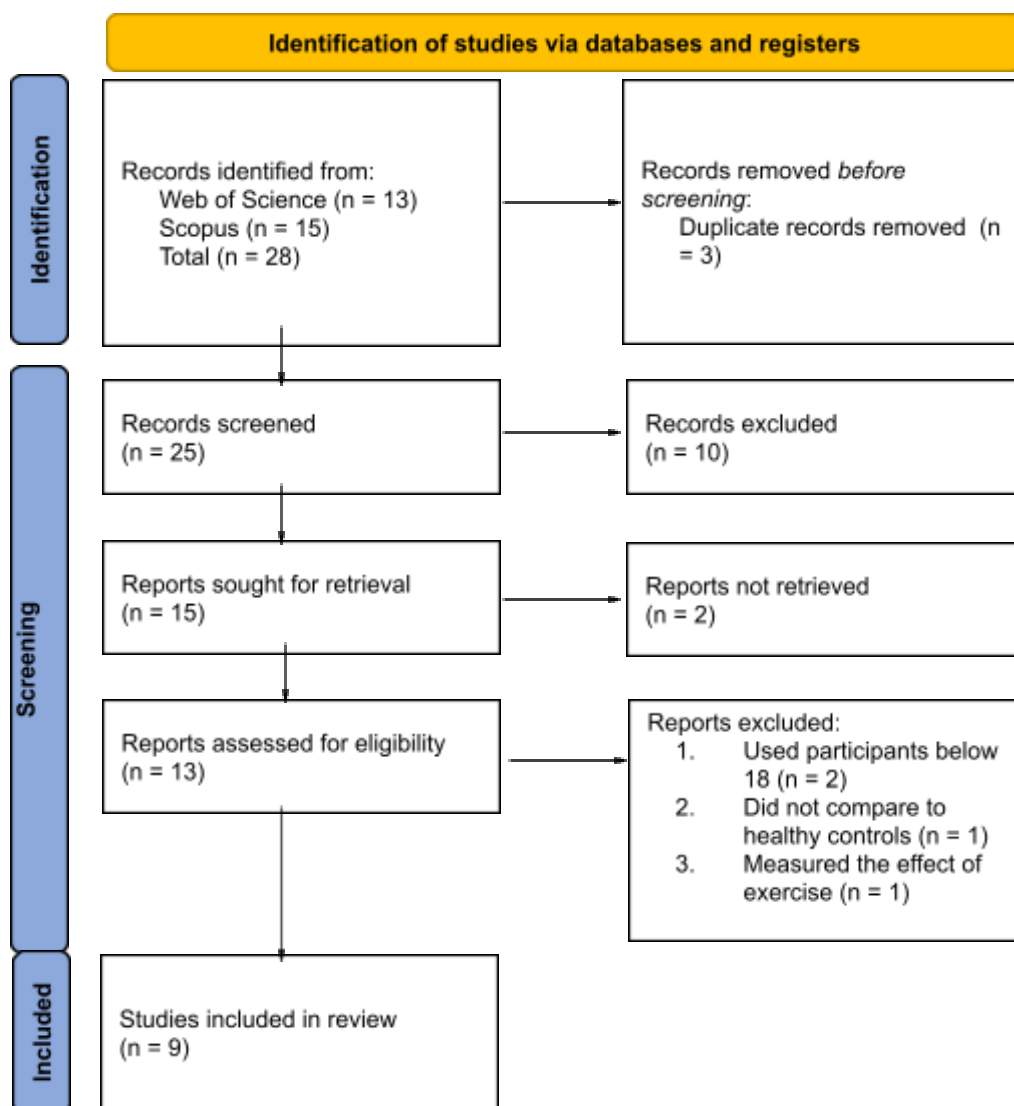 Identification of studies via databases and registers
Identification
Records identified from:
Web of Science (n = 13)
Scopus (n = 15)
Total (n = 28)
Records removed before
screening:
Duplicate records removed (n
= 3)
Screening
Records screened
(n = 25)
Records excluded
(n = 10)
Reports sought for retrieval
(n = 15)
Reports not retrieved
(n = 2)
Reports assessed for eligibility
(n = 13)
Reports excluded:
1. Used participants below
18 (n = 2)
2. Did not compare to
healthy controls (n = 1)
3. Measured the effect of
exercise (n = 1)
Included
Studies included in review
(n = 9)